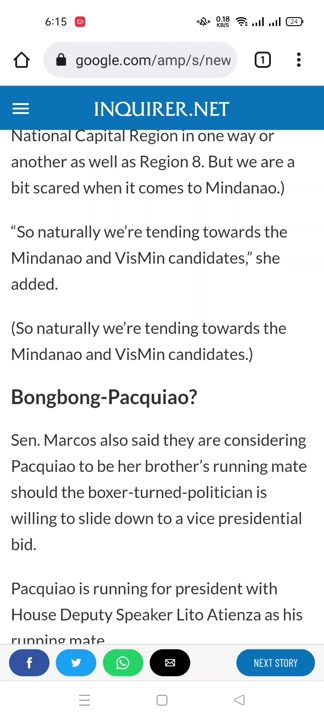 6:15
0.18
KB/S
24
google.com/amp/s/new
1
INQUIRER.NET
National Capital Region in one way or
another as well as Region 8. But we are a
bit scared when it comes to Mindanao.)
“So naturally we’re tending towards the
Mindanao and VisMin candidates,” she
added.
(So naturally we’re tending towards the
Mindanao and VisMin candidates.)
Bongbong-Pacquiao?
Sen. Marcos also said they are considering
Pacquiao to be her brother’s running mate
should the boxer-turned-politician is
willing to slide down to a vice presidential
bid.
Pacquiao is running for president with
House Deputy Speaker Lito Atienza as his
running mate
NEXT STORY